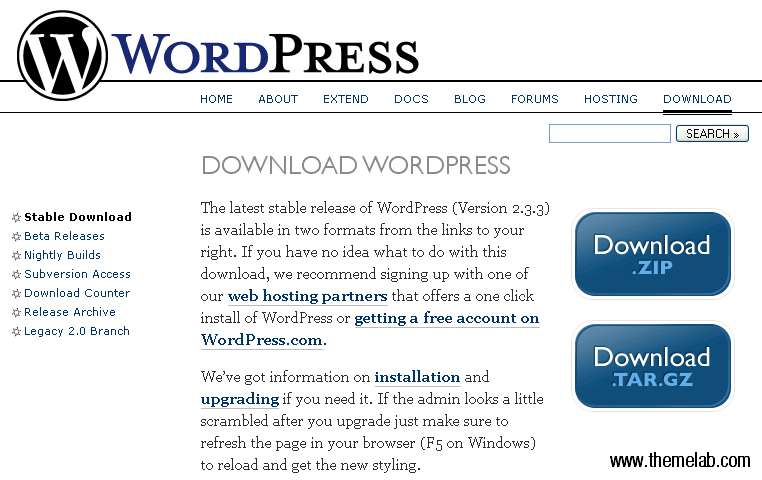 WORDPRESS
HOME ABOUT EXTEND DOCS BLOG FORUMS HOSTING DOWNLOAD
SEARCH »
DOWNLOAD WORDPRESS
Stable Download
Beta Releases
Nightly Builds
Subversion Access
Download Counter
Release Archive
Legacy 2.0 Branch
The latest stable release of WordPress (Version 2.3.3)
is available in two formats from the links to your
right. If you have no idea what to do with this
download, we recommend signing up with one of
our web hosting partners that offers a one click
install of WordPress or getting a free account on
WordPress.com.
We've got information on installation and
upgrading if you need it. If the admin looks a little
scrambled after you upgrade just make sure to
refresh the page in your browser (F5 on Windows)
to reload and get the new styling.
Download
.ZIP
Download
.TAR.GZ
www.themelab.com